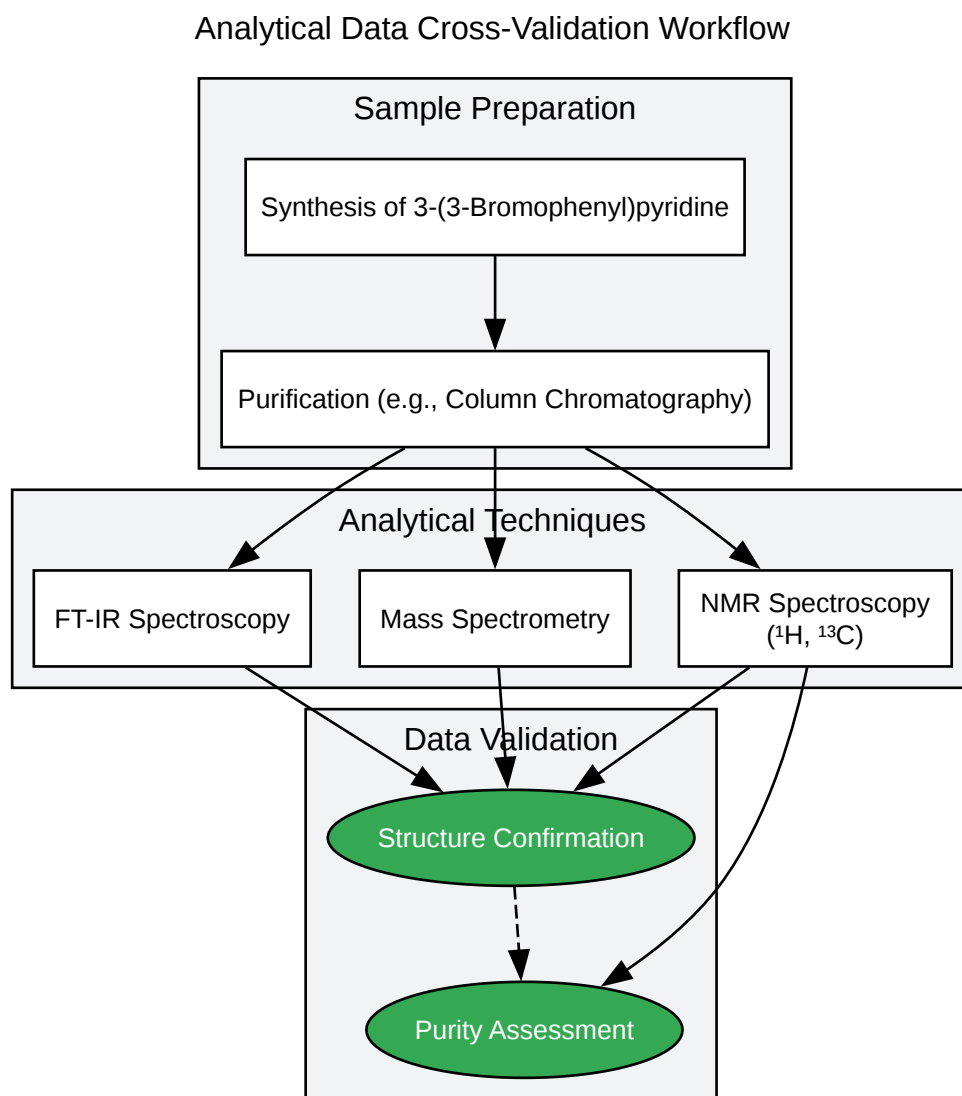 Analytical Data Cross-Validation Workflow
Sample Preparation
Synthesis of 3-(3-Bromophenyl)pyridine
Purification (e.g., Column Chromatography)
Analytical Techniques
FT-IR Spectroscopy
Mass Spectrometry
NMR Spectroscopy
(¹H, ¹³C)
Data Validation
Structure Confirmation
Purity Assessment